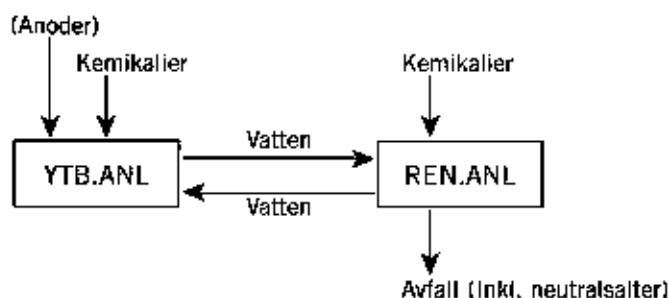 (Anoder)
Kemikalier
Kemikalier
Vatten
YTB.ANL
REN.ANL
Vatten
Avfall (Inkl. neutralsalter)